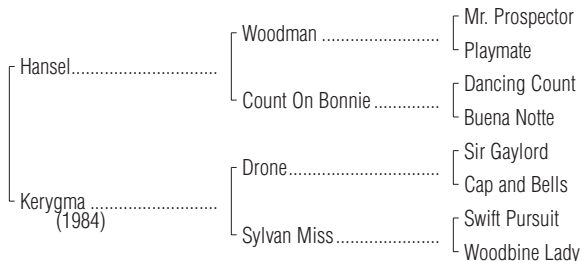 Mr. Prospector
Woodman ........................
Playmate
Hansel..............................
Dancing Count
Count On Bonnie .............
Buena Notte
Sir Gaylord
Drone...............................
Cap and Bells
Kerygma ..........................
(1984)
Swift Pursuit
Sylvan Miss.....................
Woodbine Lady